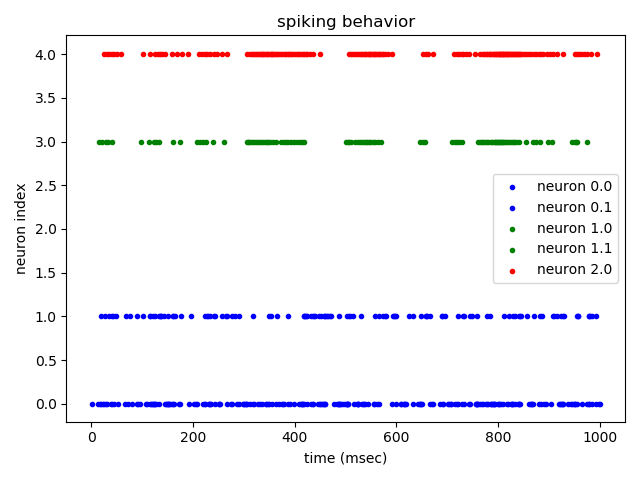 spiking behavior
4.0
3.5
3.0
2.5
2.0
1.5
1.0
0.5
0.0
neuron index
neuron 0.0
neuron 0.1
neuron 1.0
neuron 1.1
neuron 2.0
0
200
400
600
800
1000
time (msec)